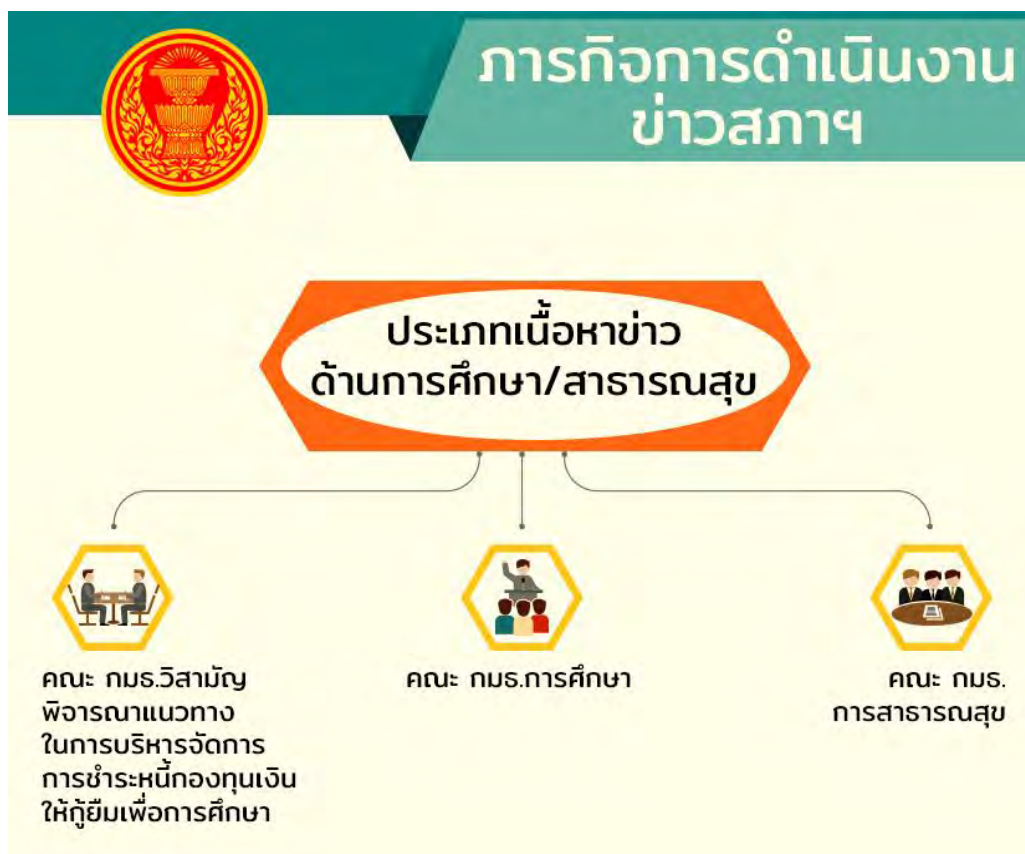 ภารกิจการดำเนินงาน
ข่าวสภาฯ
ประเภทเนื้อหาข่าว
ด้านการศึกษา/สาธารณสุข
คณะ กมธ.วิสามัญ
พิจารณาแนวทาง
ในการบริหารจัดการ
การชำระหนี้กองทุนเงิน
ให้กู้ยืมเพื่อการศึกษา
คณะ กมธ.การศึกษา
คณะ กมธ.
การสาธารณสุข